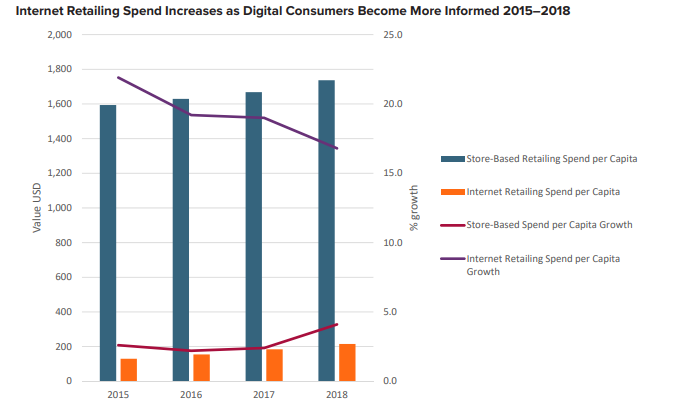 Internet Retailing Spend Increases as Digital Consumers Become More Informed 2015–2018
2,000
1,800
1,600
1,400
1,200
1,000
800
600
400
200
0
Value USD
25.0
20.0
15.0
10.0
5.0
0.0
% growth
2015
2016
2017
2018
Store-Based Retailing Spend per Capita
Internet Retailing Spend per Capita
Store-Based Spend per Capita Growth
Internet Retailing Spend per Capita
Growth